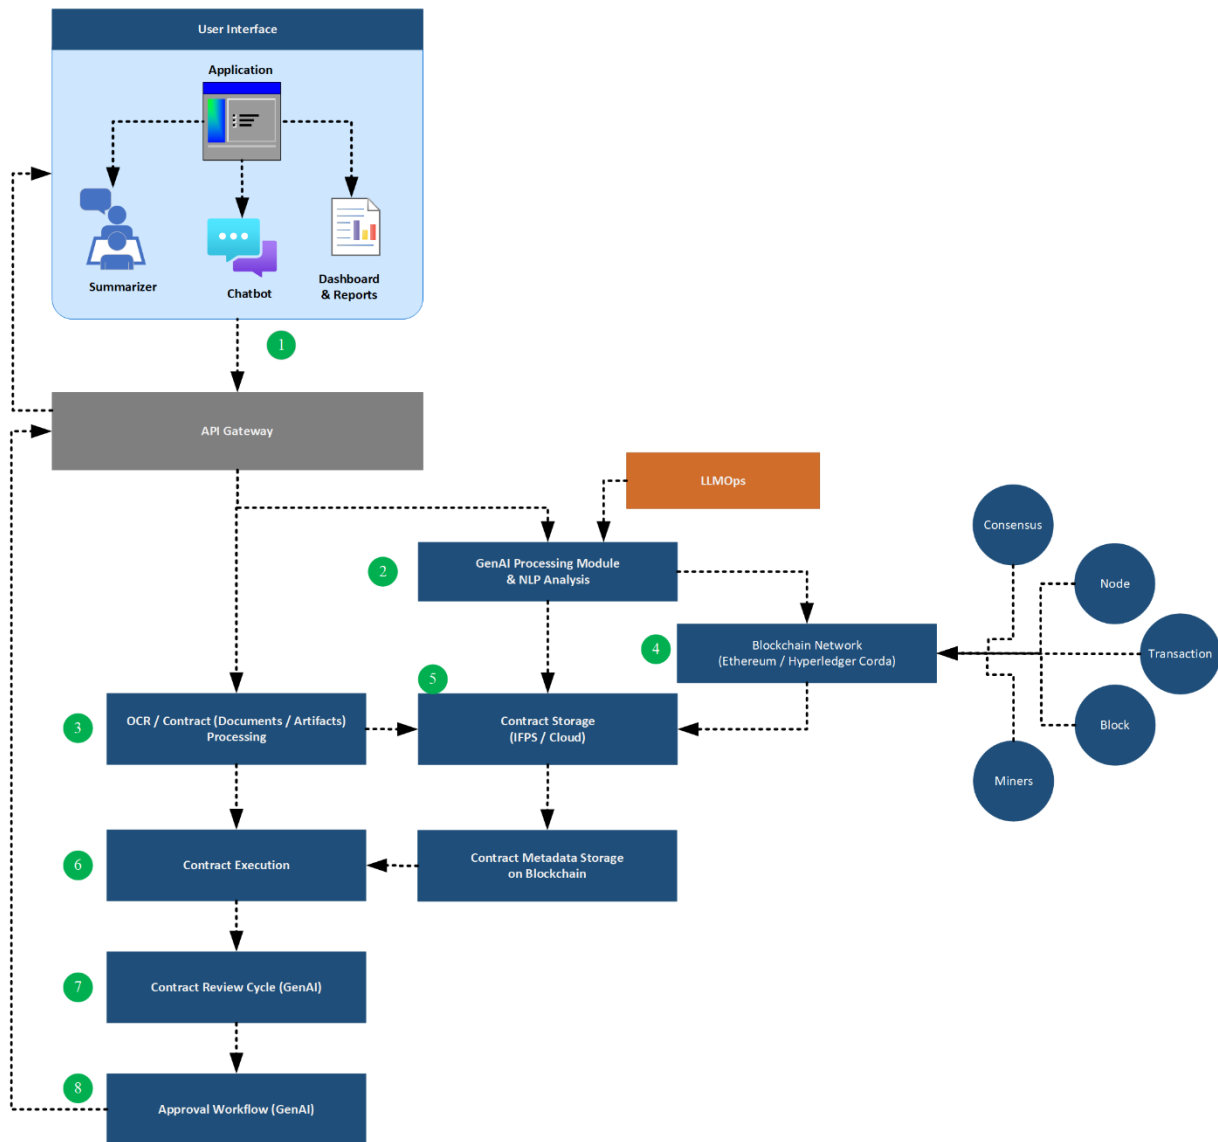 User Interface
Application
Summarizer
Chatbot
Dashboard
& Reports
1
API Gateway
LLMOps
Consensus
2
GenAI Processing Module
& NLP Analysis
Node
4
Blockchain Network
(Ethereum / Hyperledger Corda)
Transaction
3
OCR / Contract (Documents / Artifacts)
Processing
5
Contract Storage
(IFPS / Cloud)
Block
Miners
6
Contract Execution
Contract Metadata Storage
on Blockchain
7
Contract Review Cycle (GenAI)
8
Approval Workflow (GenAI)